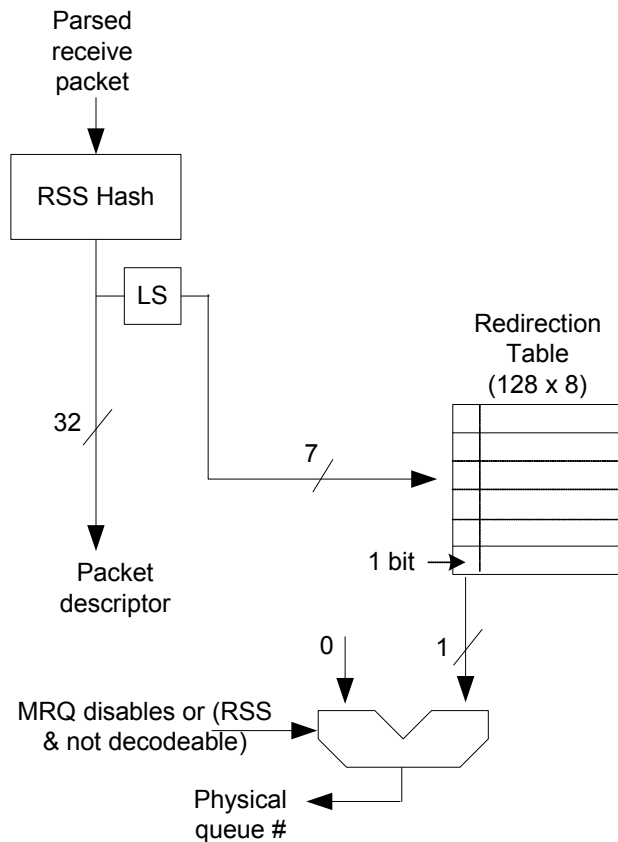 Parsed
receive
packet
RSS Hash
LS
Redirection
Table
(128 x 8)
32
7
1 bit
Packet
descriptor
0
1
MRQ disables or (RSS
& not decodeable)
Physical
queue #